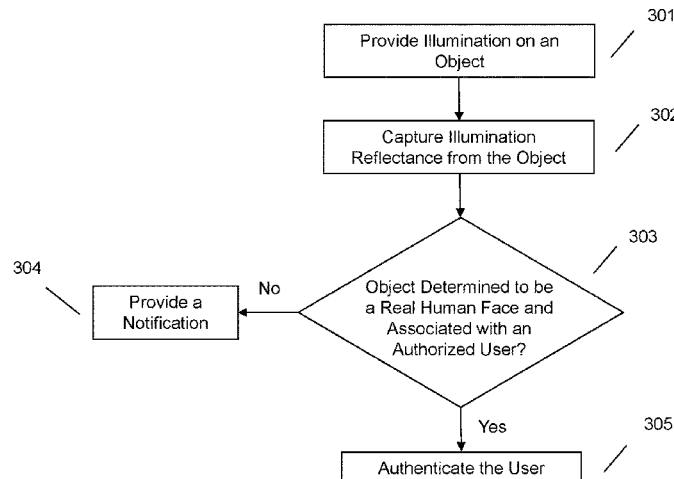 301
Provide Illumination on an
Object
302
Capture Illumination
Reflectance from the Object
303
Object Determined to be
a Real Human Face and
Associated with an
Authorized User?
304
No
Provide a
Notification
Yes
305
Authenticate the User